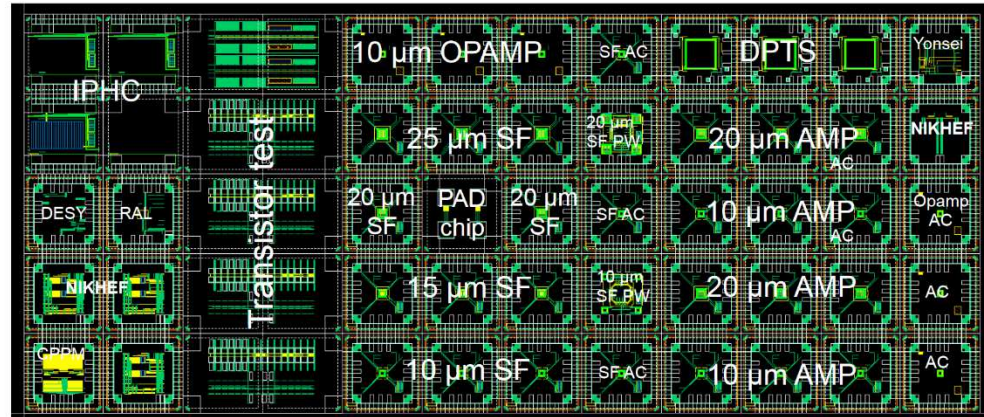 10 µm OPAMP
SF AC
DPTS
Yonsei
IPHC
Transistor test
25 µm SF
20 µm
SF PW
20 µm AMP
AC
NIKHEF
DESY
RAL
20 µm
SF
PAD
chip
20 µm
SF
SF AC
10 µm AMP
AC
Opamp
AC
NIKHEF
15 µm SF
10 µm
SF PW
20 µm AMP
AC
CPPM
10 µm SF
SF AC
10 µm AMP
AC